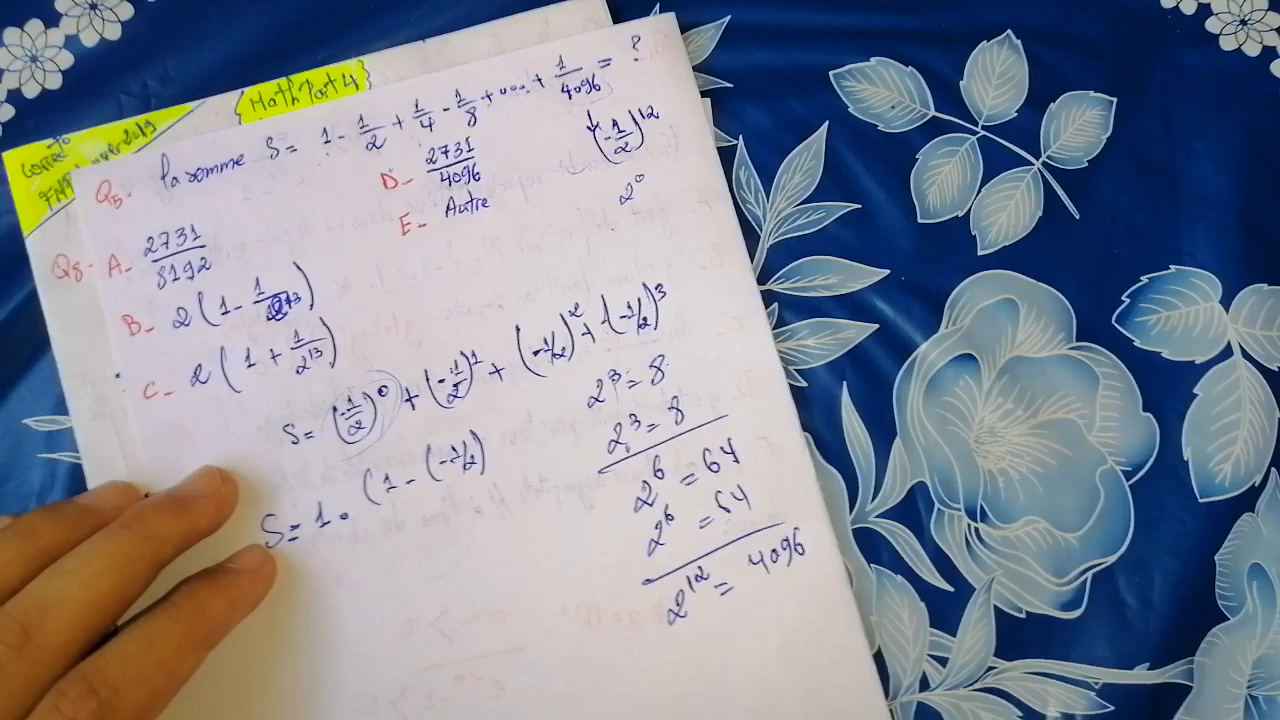 {Math Part 4}
Correct°
FMP
Q5. la somme S = 1 - 1/2 + 1/4 - 1/8 + .... + 1/4096 = ?
(-1/2)^12
2^0
Q8. A- 2731/8192
D- 2731/4096
E- Autre
B- 2(1 - 1/2^13)
C- 2(1 + 1/2^13)
S = (1/2)^0 + (-1/2)^1 + (-1/2)^2 + (-1/2)^3
S = 1 . (1 - (-1/2)
2^3 = 8
2^3 = 8
2^6 = 64
2^6 = 64
2^12 = 4096